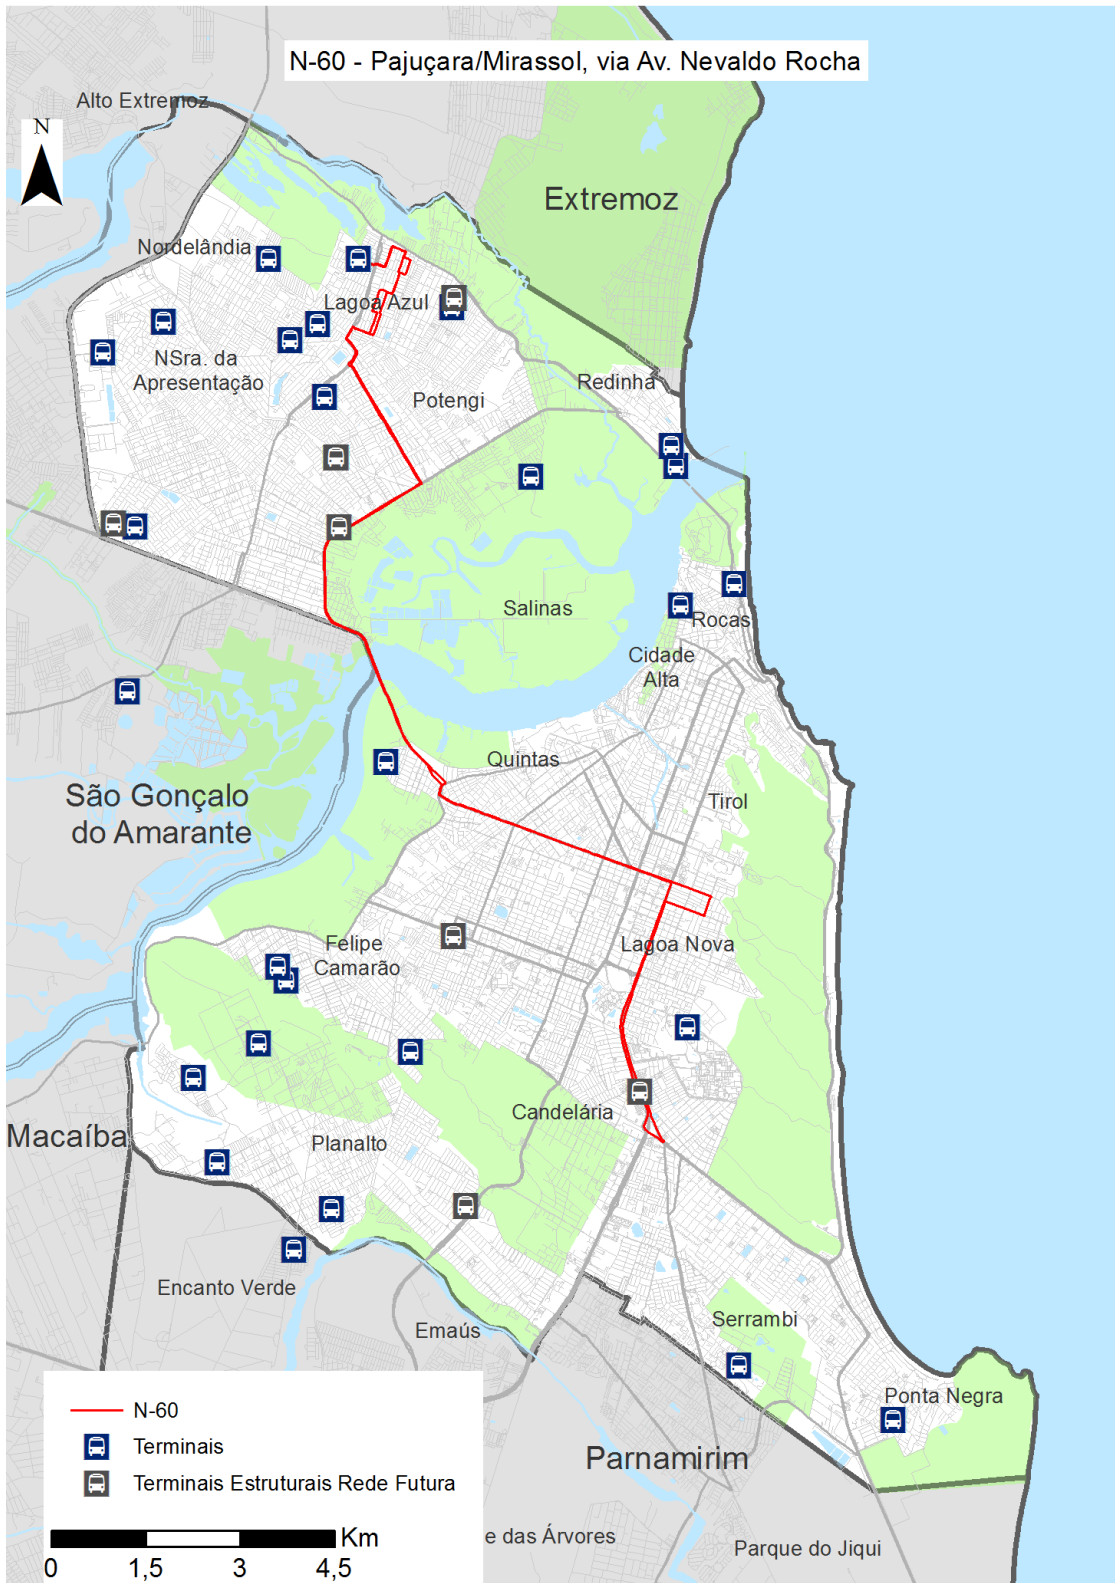 N-60 - Pajuçara/Mirassol, via Av. Nevaldo Rocha
Alto Extremoz
N
Extremoz
Nordelândia
Lagoa Azul
NSra. da
Apresentação
Redinha
Potengi
Salinas
Rocas
Cidade
Alta
Quintas
São Gonçalo
do Amarante
Tirol
Felipe
Camarão
Lagoa Nova
Candelária
Macaíba
Planalto
Encanto Verde
Emaús
Serrambi
Ponta Negra
N-60
Terminais
Terminais Estruturais Rede Futura
Parnamirim
Km
0 1,5 3 4,5
e das Árvores
Parque do Jiqui